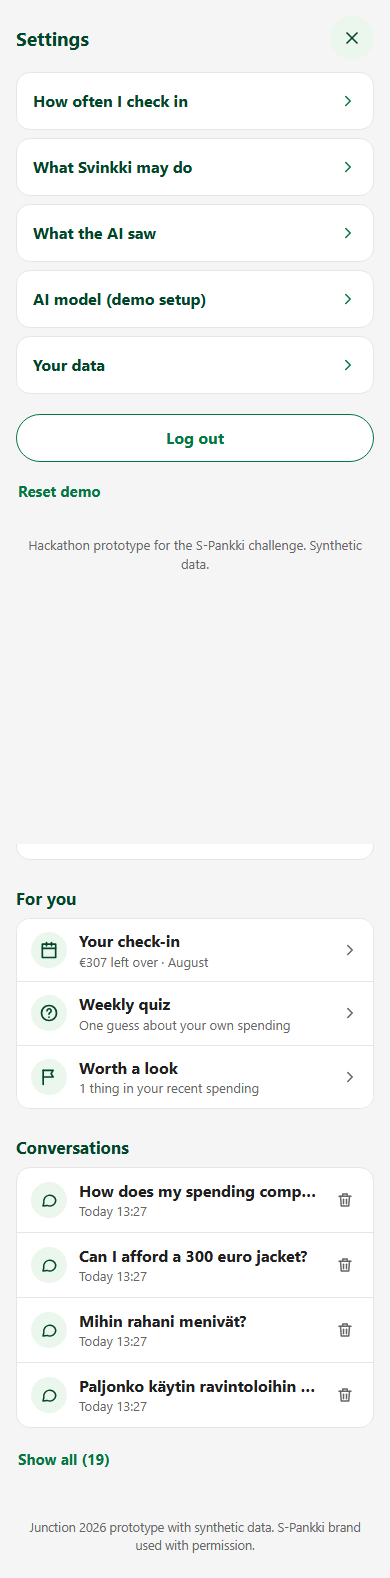 Settings
How often I check in
What Svinkki may do
What the AI saw
AI model (demo setup)
Your data
Log out
Reset demo
Hackathon prototype for the S-Pankki challenge. Synthetic
data.
For you
Your check-in
€307 left over · August
Weekly quiz
One guess about your own spending
Worth a look
1 thing in your recent spending
Conversations
How does my spending comp...
Today 13:27
Can I afford a 300 euro jacket?
Today 13:27
Mihin rahani menivät?
Today 13:27
Paljonko käytin ravintoloihin ...
Today 13:27
Show all (19)
Junction 2026 prototype with synthetic data. S-Pankki brand
used with permission.